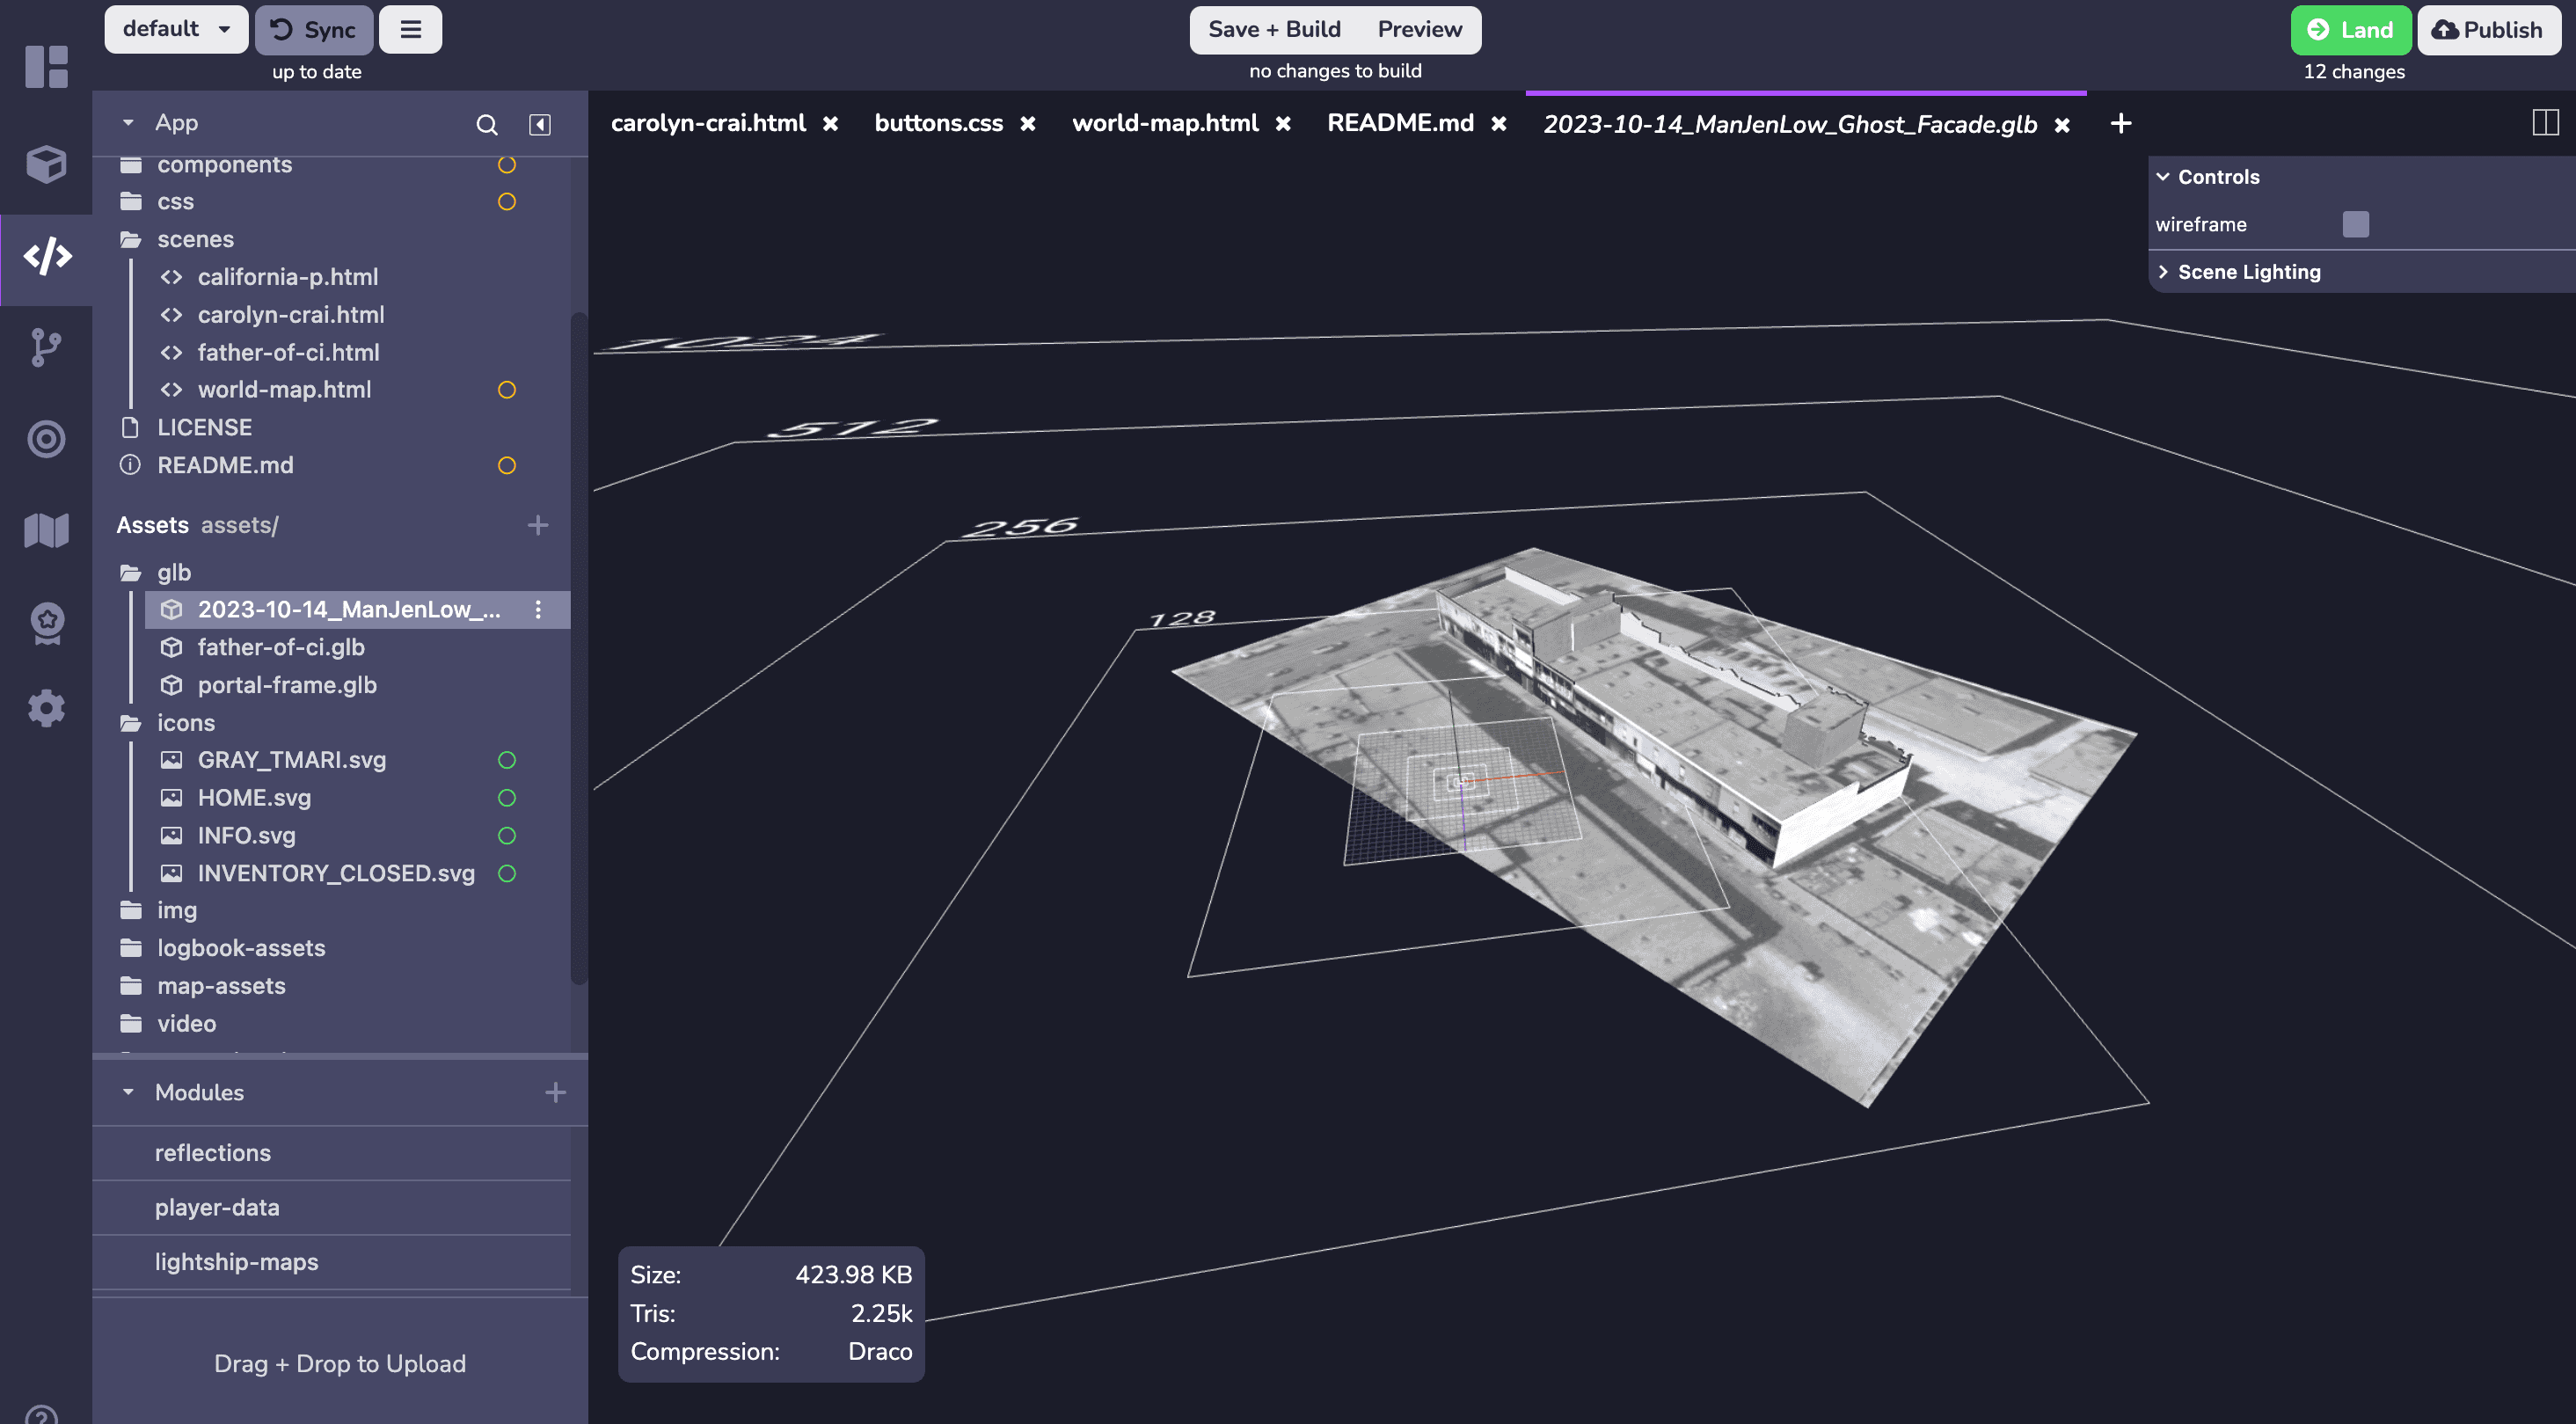 default
Sync
up to date
Save + Build
Preview
no changes to build
Land
Publish
12 changes
App
components
css
scenes
<> california-p.html
<> carolyn-crai.html
<> father-of-ci.html
<> world-map.html
LICENSE
README.md
Assets assets/
glb
2023-10-14_ManJenLow_...
father-of-ci.glb
portal-frame.glb
icons
GRAY_TMARI.svg
HOME.svg
INFO.svg
INVENTORY_CLOSED.svg
img
logbook-assets
map-assets
video
Modules
reflections
player-data
lightship-maps
Drag + Drop to Upload
carolyn-crai.html
buttons.css
world-map.html
README.md
2023-10-14_ManJenLow_Ghost_Facade.glb
Controls
wireframe
Scene Lighting
1024
512
256
128
Size: 423.98 KB
Tris: 2.25k
Compression: Draco